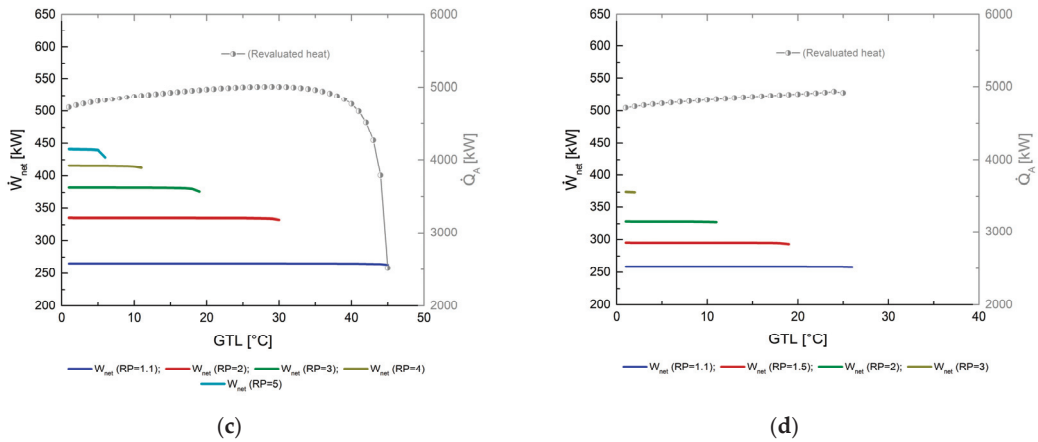 650
600
550
500
450
400
350
300
250
200
6000
5000
4000
3000
2000
(Revaluated heat)
Ẇnet [kW]
Q̇A [kW]
0 10 20 30 40 50
GTL [°C]
Wnet (RP=1.1); Wnet (RP=2); Wnet (RP=3); Wnet (RP=4)
Wnet (RP=5)
(c)
650
600
550
500
450
400
350
300
250
200
6000
5000
4000
3000
2000
(Revaluated heat)
Ẇnet [kW]
Q̇A [kW]
0 10 20 30 40
GTL [°C]
Wnet (RP=1.1); Wnet (RP=1.5); Wnet (RP=2); Wnet (RP=3)
(d)